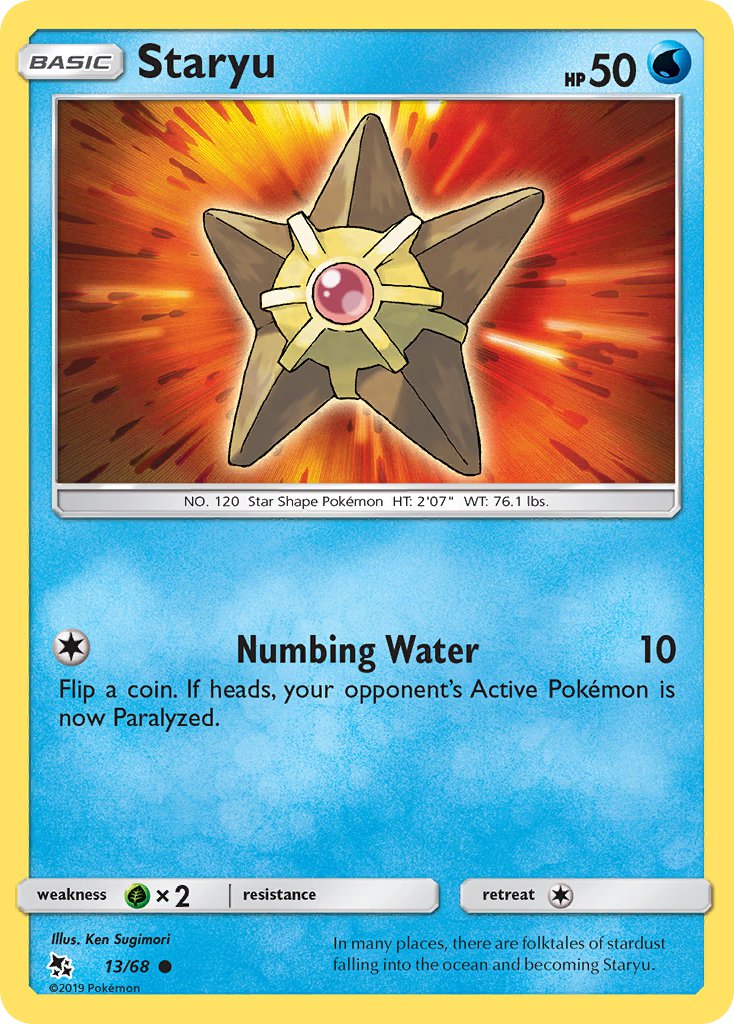 BASIC Staryu HP 50
NO. 120 Star Shape Pokémon HT: 2'07" WT: 76.1 lbs.
Numbing Water 10
Flip a coin. If heads, your opponent's Active Pokémon is
now Paralyzed.
weakness × 2 resistance retreat
Illus. Ken Sugimori
13/68
©2019 Pokémon
In many places, there are folktales of stardust
falling into the ocean and becoming Staryu.